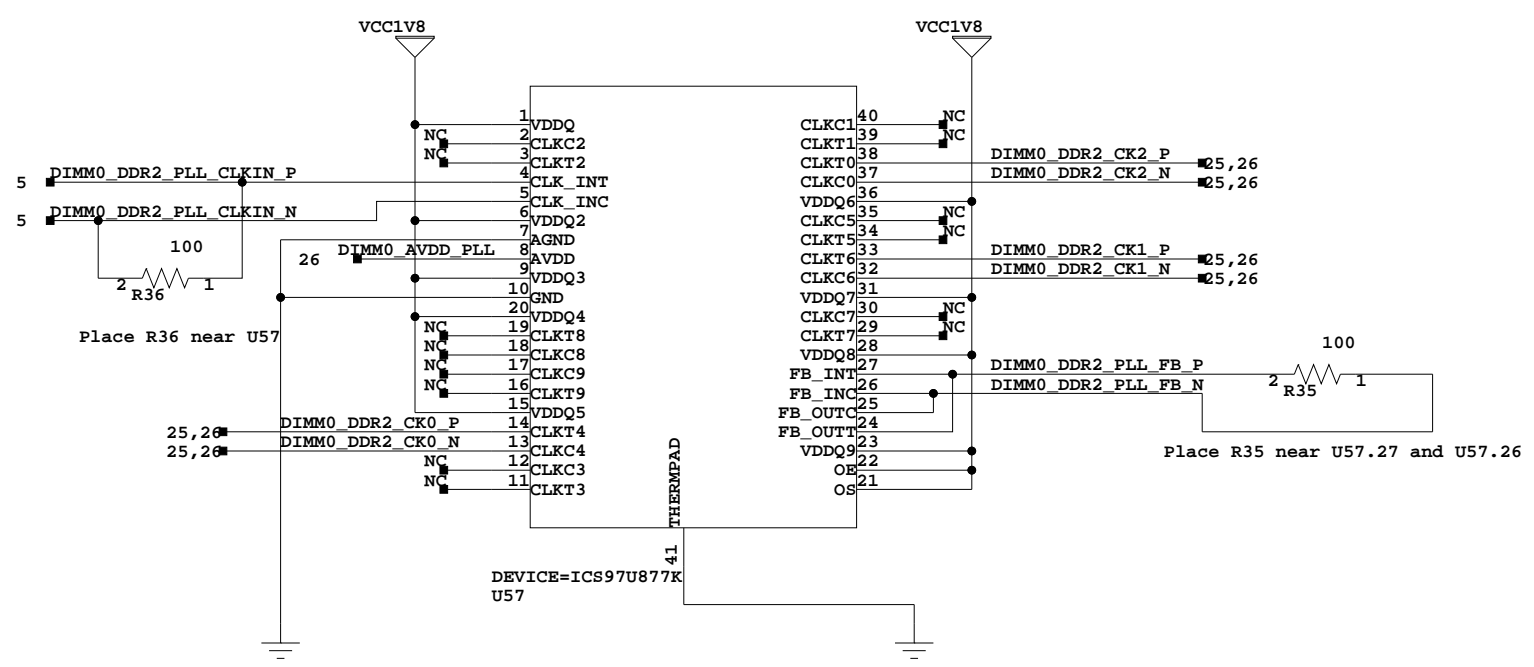 VCC1V8 VCC1V8
1 VDDQ CLKC1 40 NC
NC 2 CLKC2 CLKT1 39 NC
NC 3 CLKT2 CLKT0 38 DIMM0_DDR2_CK2_P 25,26
5 DIMM0_DDR2_PLL_CLKIN_P 4 CLK_INT CLKC0 37 DIMM0_DDR2_CK2_N 25,26
5 CLK_INC VDDQ6 36
5 DIMM0_DDR2_PLL_CLKIN_N 6 VDDQ2 CLKC5 35 NC
7 AGND CLKT5 34 NC
100
26 DIMM0_AVDD_PLL 8 AVDD CLKT6 33 DIMM0_DDR2_CK1_P 25,26
9 VDDQ3 CLKC6 32 DIMM0_DDR2_CK1_N 25,26
2 R36 1
10 GND VDDQ7 31
20 VDDQ4 CLKC7 30 NC
NC 19 CLKT8 CLKT7 29 NC
Place R36 near U57
NC 18 CLKC8 VDDQ8 28
100
NC 17 CLKC9 FB_INT 27 DIMM0_DDR2_PLL_FB_P
2 R35 1
NC 16 CLKT9 FB_INC 26 DIMM0_DDR2_PLL_FB_N
15 VDDQ5 FB_OUTC 25
25,26 DIMM0_DDR2_CK0_P 14 CLKT4 FB_OUTT 24
25,26 DIMM0_DDR2_CK0_N 13 CLKC4 VDDQ9 23
Place R35 near U57.27 and U57.26
NC 12 CLKC3 OE 22
NC 11 CLKT3 OS 21
THERMPAD
41
DEVICE=ICS97U877K
U57